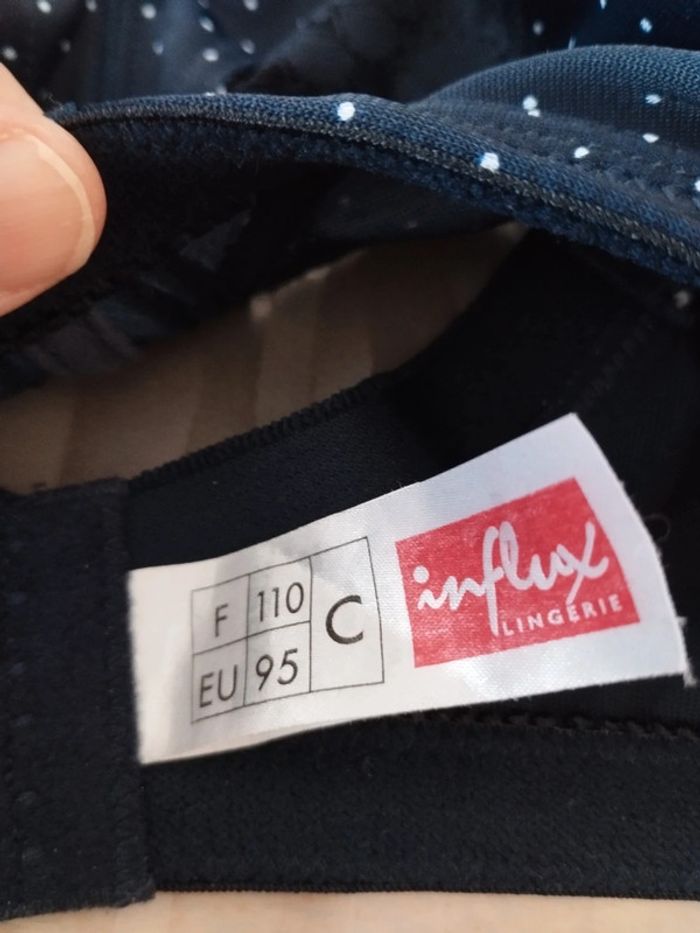 F 110 C
EU 95
influx
LINGERIE